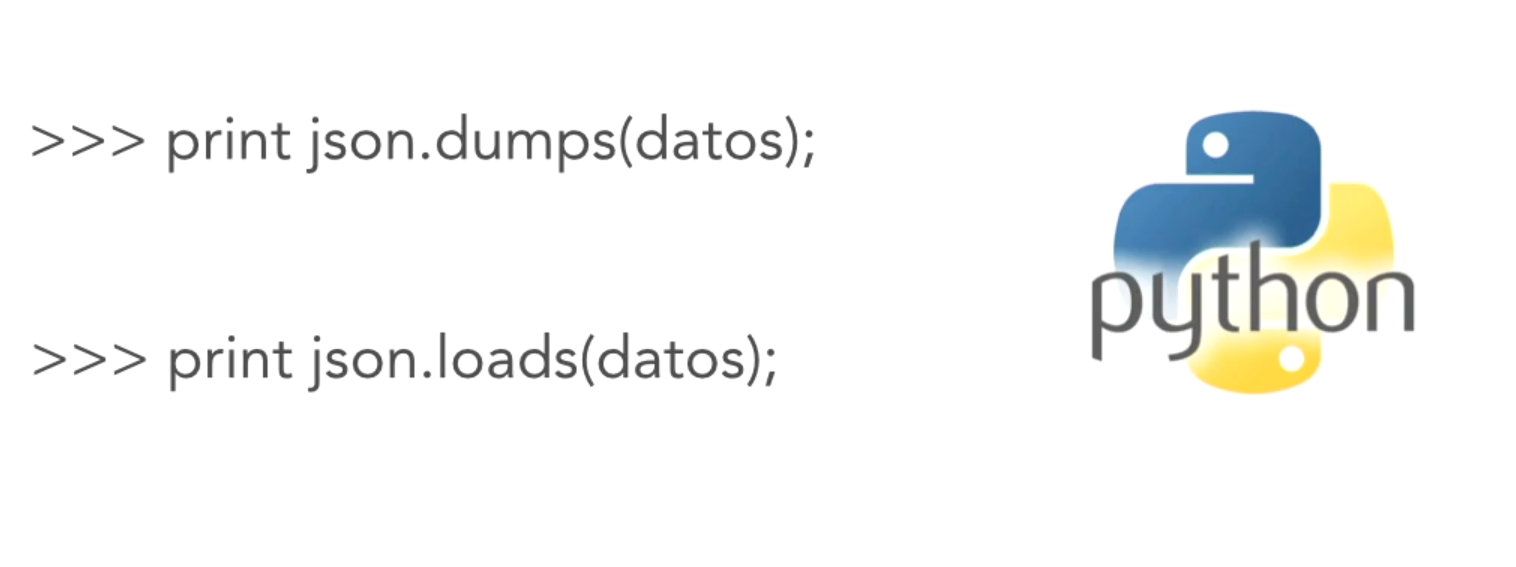 >>> print json.dumps(datos);
python
>>> print json.loads(datos);